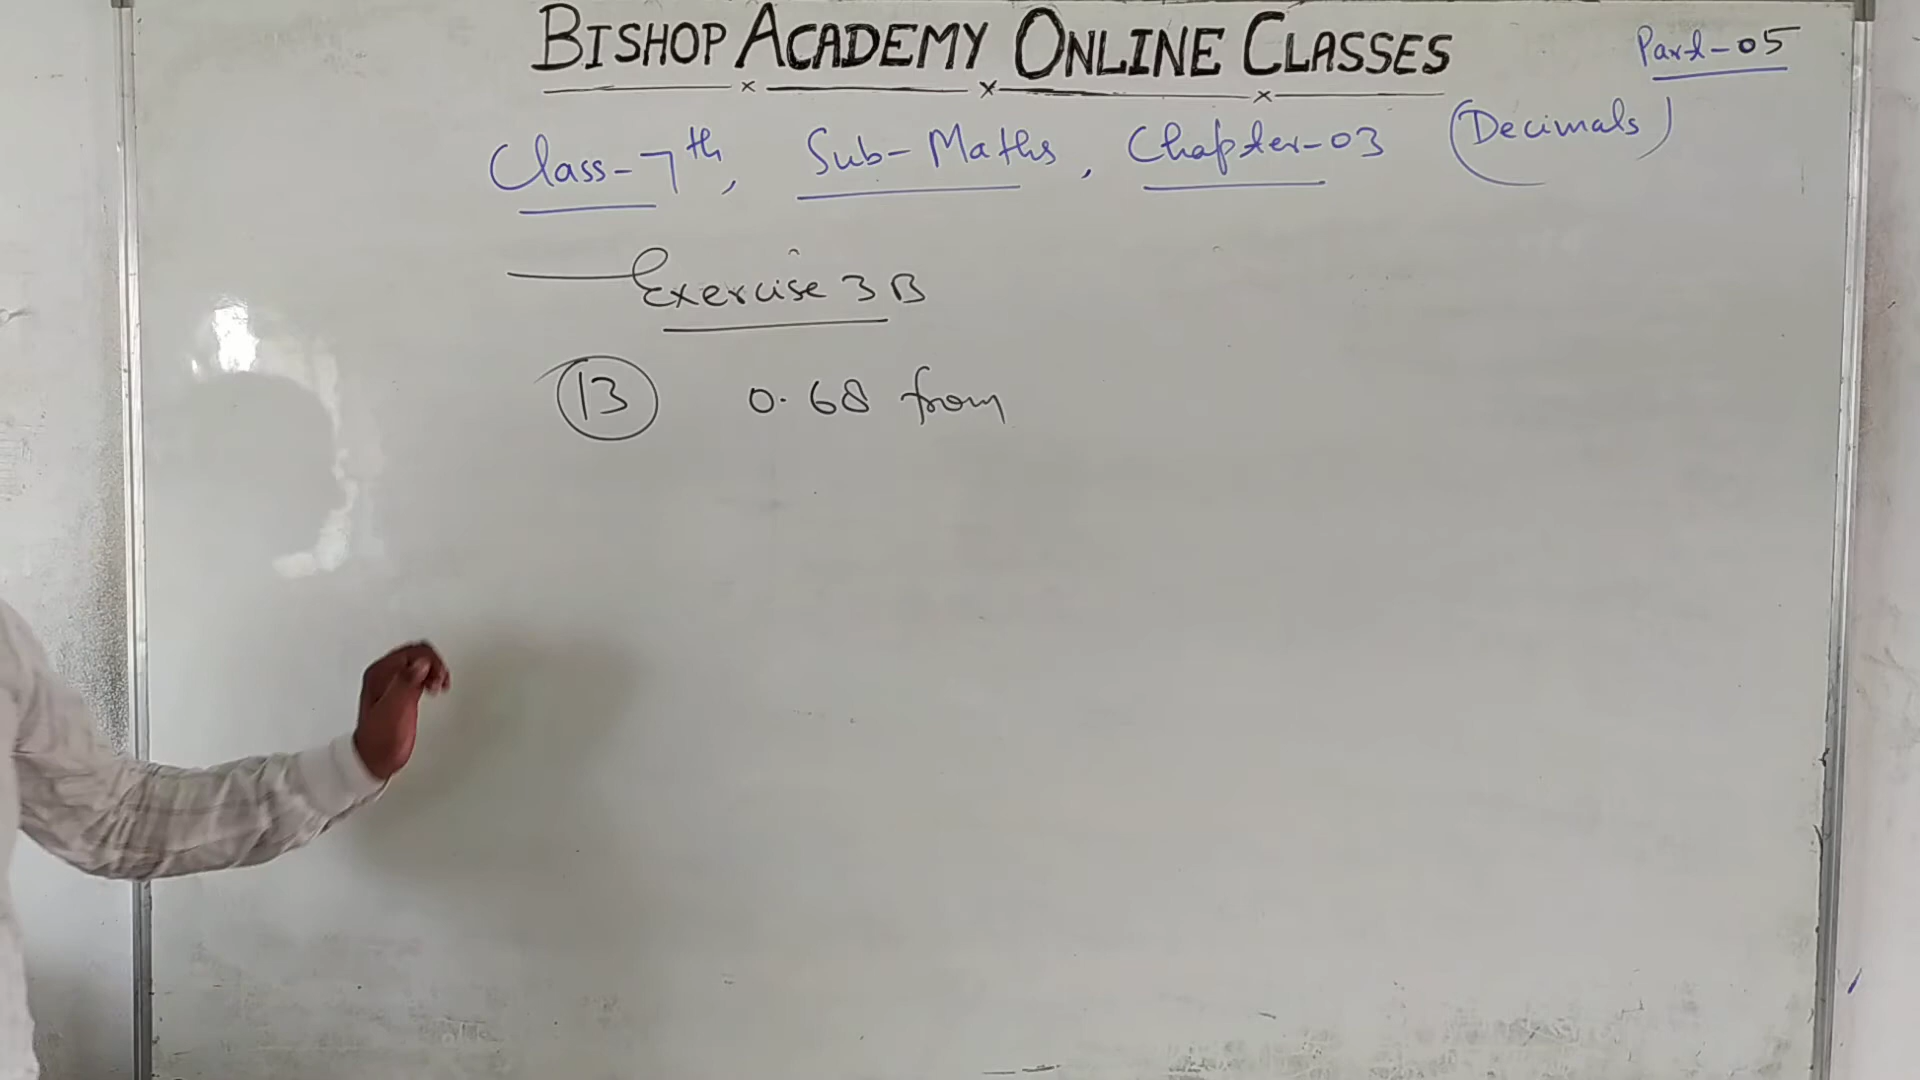 BISHOP ACADEMY ONLINE CLASSES
Part-05
Class-7th, Sub-Maths, Chapter-03 (Decimals)
Exercise 3B
13 0.68 from